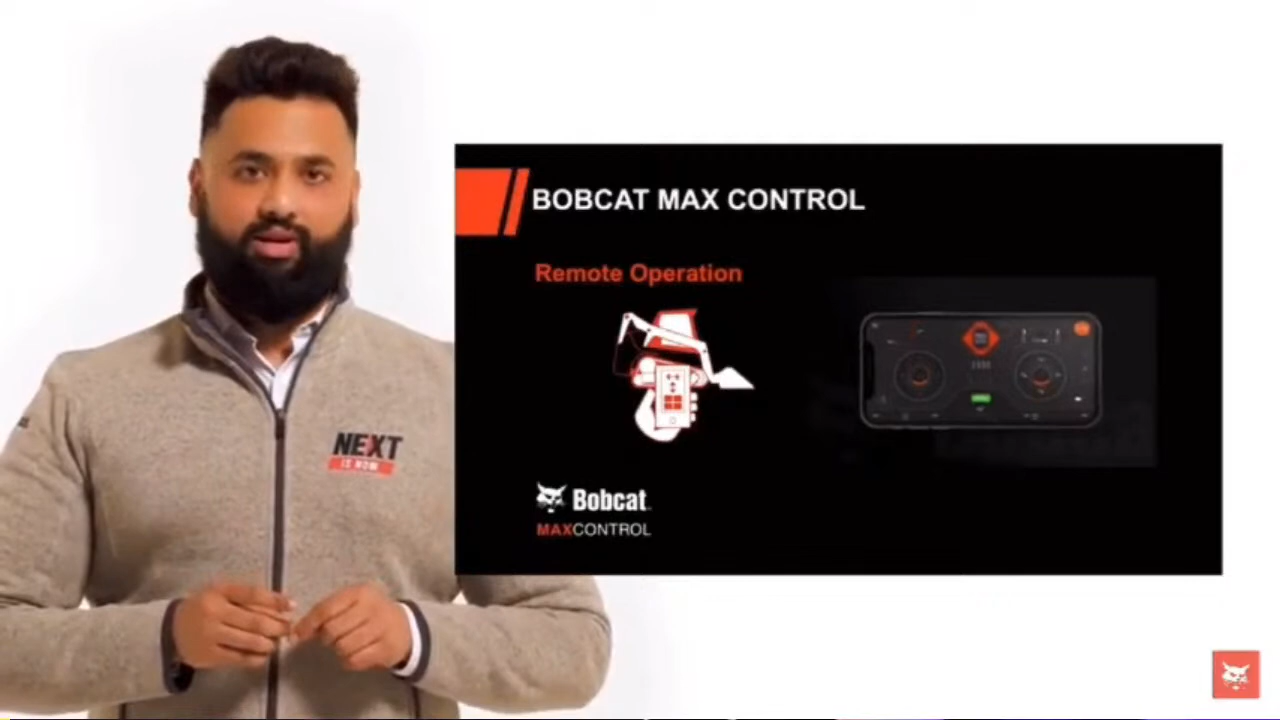 BOBCAT MAX CONTROL
Remote Operation
NEXT
IS NOW
Bobcat
MAXCONTROL